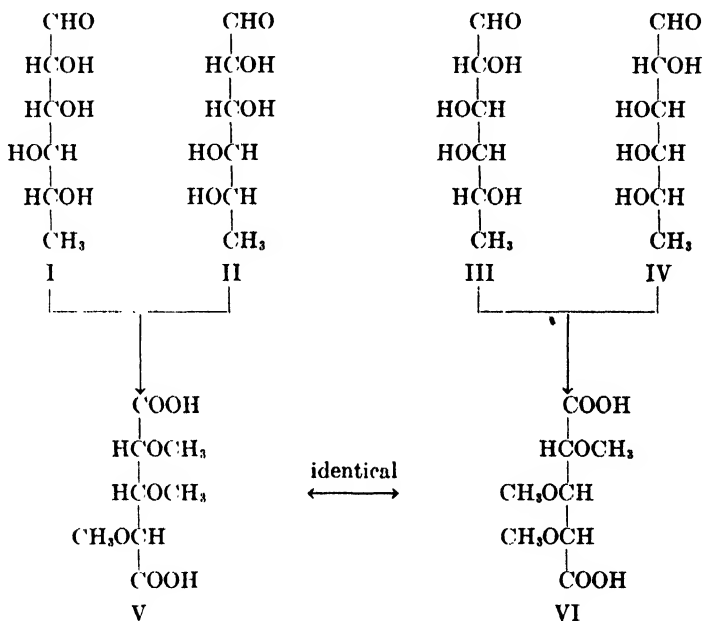 CHO CHO CHO CHO
HCOH HCOH HCOH HCOH
HCOH HCOH HOCH HOCH
HOCH HOCH HOCH HOCH
HCOH HOCH HCOH HOCH
CH₃ CH₃ CH₃ CH₃
I II III IV
COOH COOH
HCOCH₃ HCOCH₃
identical
HCOCH₃ CH₃OCH
CH₃OCH CH₃OCH
COOH COOH
V VI